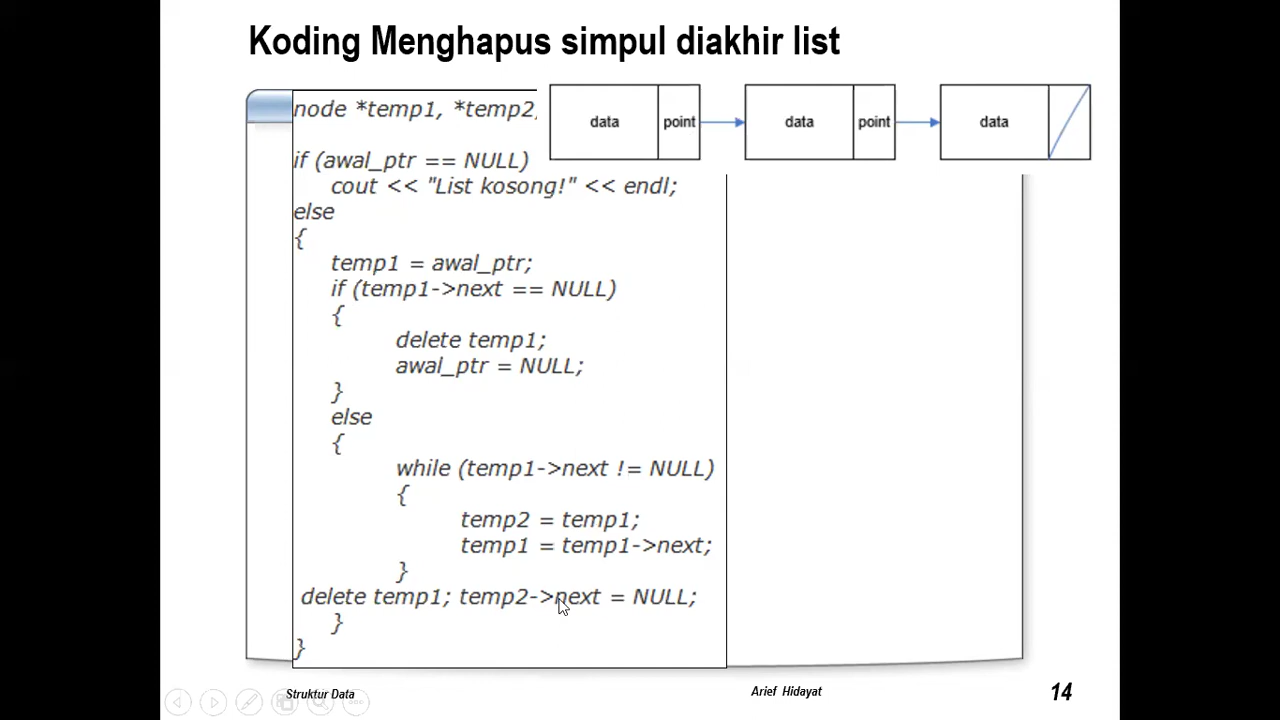 Koding Menghapus simpul diakhir list
node *temp1, *temp2;
data point data point data
if (awal_ptr == NULL)
cout << "List kosong!" << endl;
else
{
temp1 = awal_ptr;
if (temp1->next == NULL)
{
delete temp1;
awal_ptr = NULL;
}
else
{
while (temp1->next != NULL)
{
temp2 = temp1;
temp1 = temp1->next;
}
delete temp1; temp2->next = NULL;
}
}
Struktur Data
Arief Hidayat
14